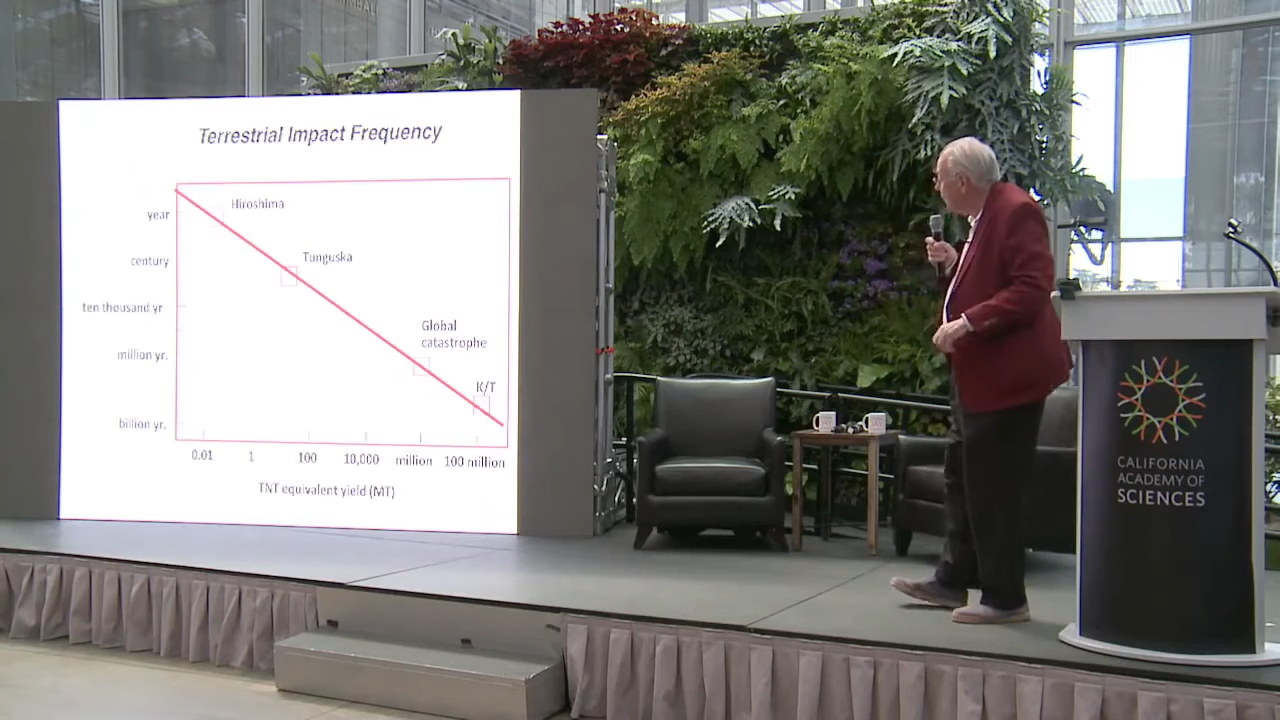 Terrestrial Impact Frequency
year
century
ten thousand yr
million yr.
billion yr.
Hiroshima
Tunguska
Global
catastrophe
K/T
0.01 1 100 10,000 million 100 million
TNT equivalent yield (MT)
CALIFORNIA
ACADEMY OF
SCIENCES